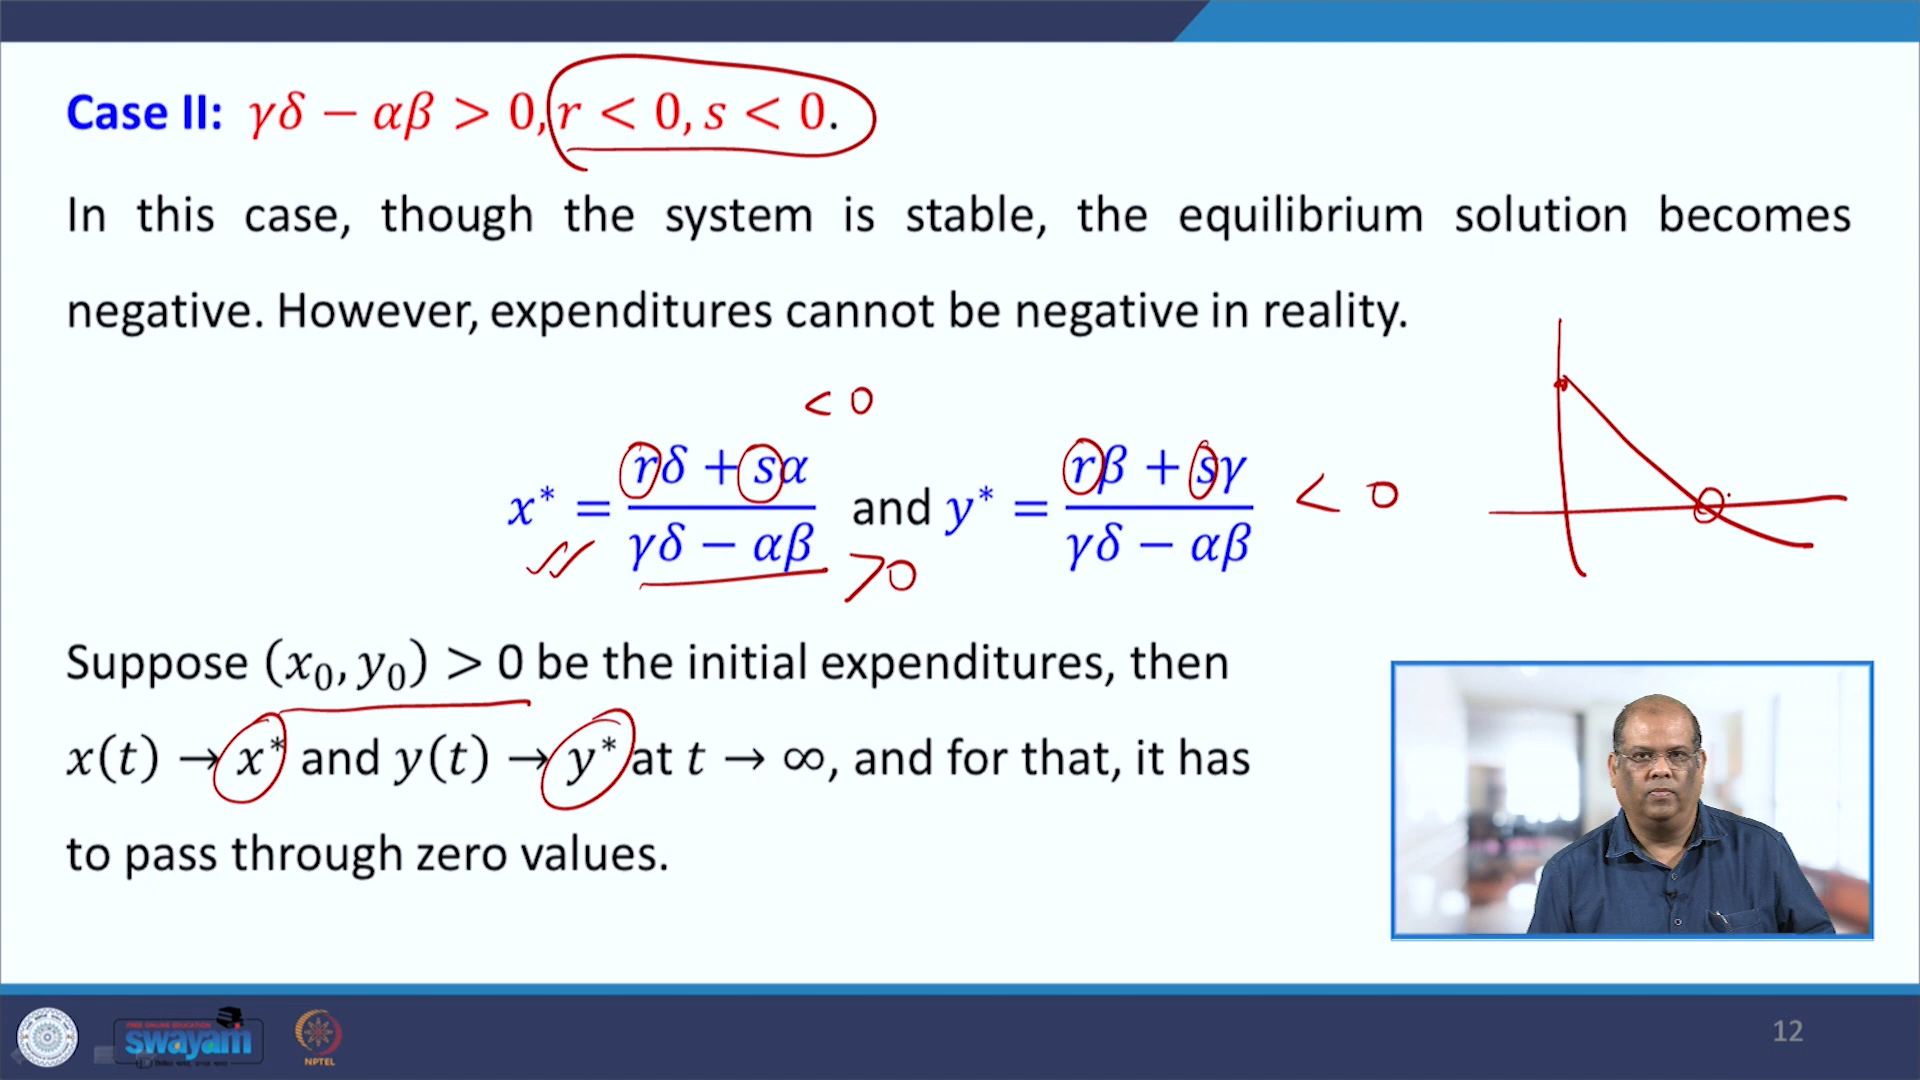 Case II: γδ − αβ > 0, r < 0, s < 0.
In this case, though the system is stable, the equilibrium solution becomes
negative. However, expenditures cannot be negative in reality.
< 0
x* = (rδ + sα)/(γδ − αβ) and y* = (rβ + sγ)/(γδ − αβ) < 0
>0
Suppose (x₀, y₀) > 0 be the initial expenditures, then
x(t) → x* and y(t) → y* at t → ∞, and for that, it has
to pass through zero values.
FREE ONLINE EDUCATION
swayam
NPTEL
12